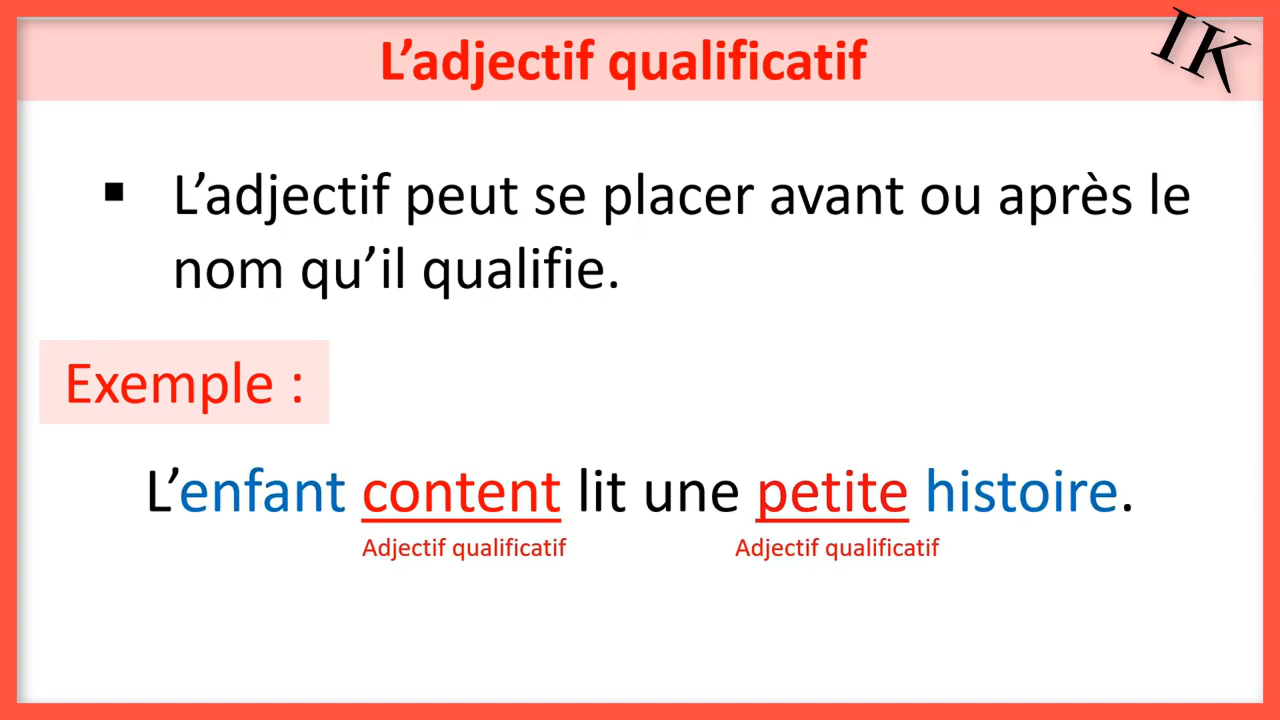 L’adjectif qualificatif
IK
▪ L’adjectif peut se placer avant ou après le
nom qu’il qualifie.
Exemple :
L’enfant content lit une petite histoire.
Adjectif qualificatif Adjectif qualificatif